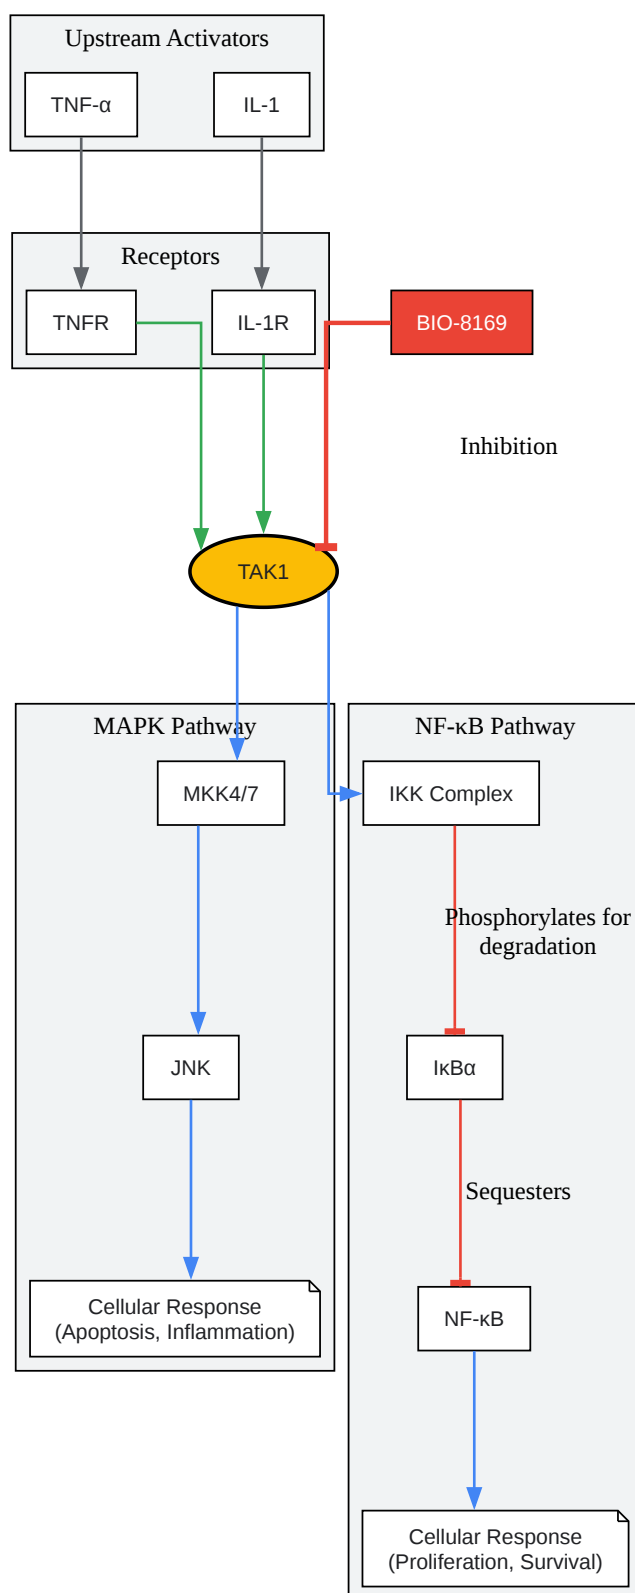 Upstream Activators
TNF-α
IL-1
Receptors
TNFR
IL-1R
BIO-8169
Inhibition
TAK1
MAPK Pathway
NF-κB Pathway
MKK4/7
IKK Complex
Phosphorylates for
degradation
JNK
IκBα
Sequesters
Cellular Response
(Apoptosis, Inflammation)
NF-κB
Cellular Response
(Proliferation, Survival)